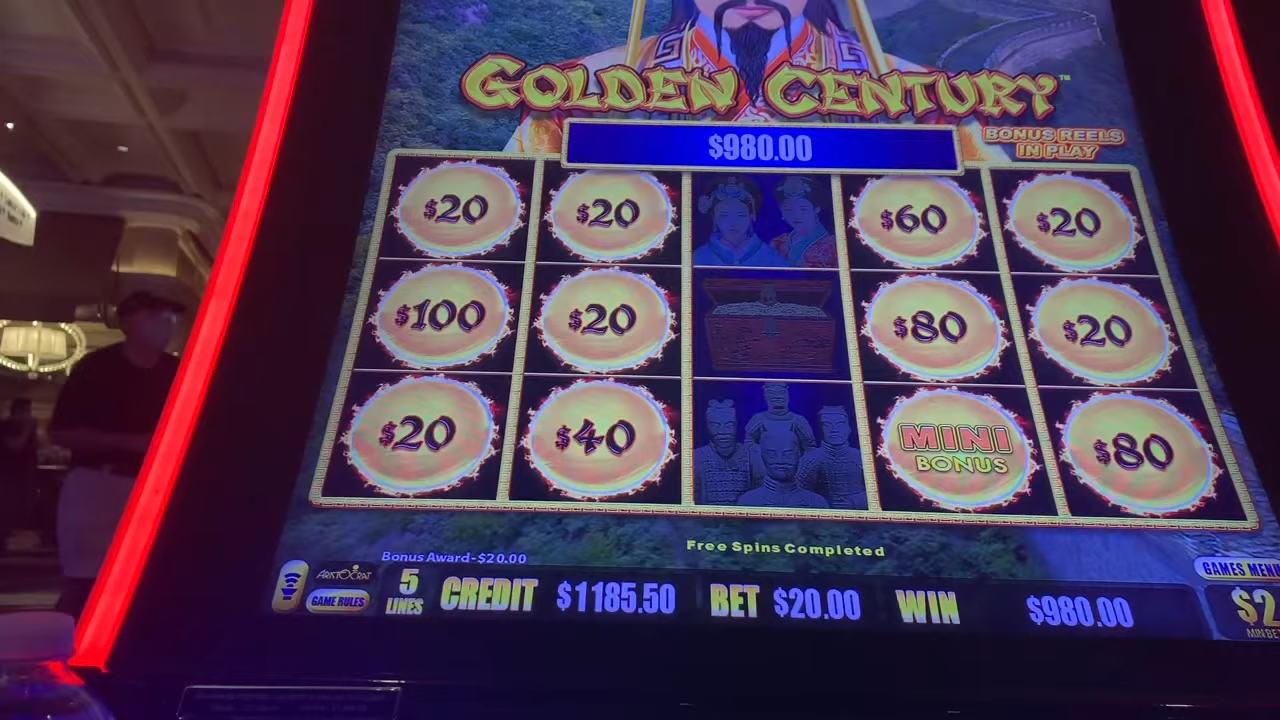 GOLDEN CENTURY™
$980.00
BONUS REELS
IN PLAY
$20 $20 $60 $20
$100 $20 $80 $20
$20 $40 MINI BONUS $80
Free Spins Completed
Bonus Award-$20.00
ARISTOCRAT
GAME RULES
5 LINES
CREDIT $1185.50 BET $20.00 WIN $980.00
GAMES MENU